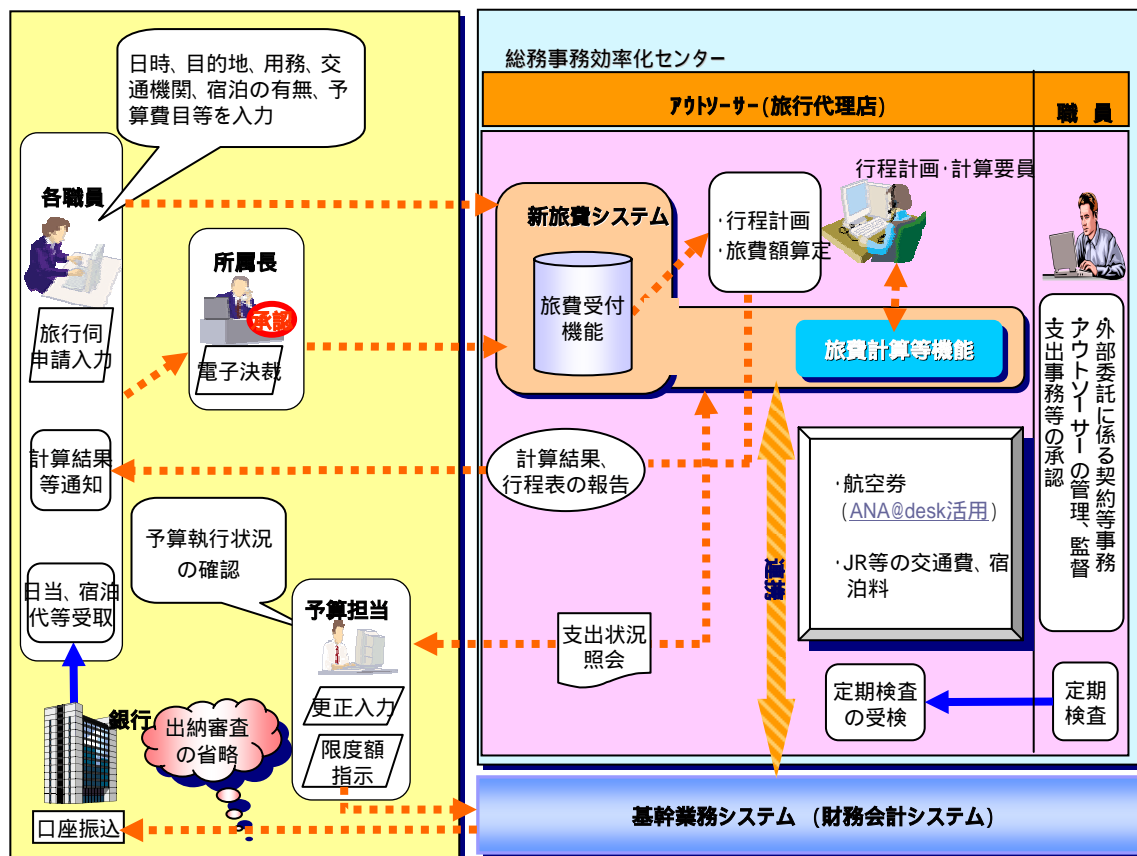 日時、目的地、用務、交
通機関、宿泊の有無、予
算費目等を入力
各職員
旅行伺
申請入力
所属長
承認
電子決裁
計算結果
等通知
予算執行状況
の確認
日当、宿泊
代等受取
予算担当
更正入力
限度額
指示
銀行
出納審査
の省略
口座振込
総務事務効率化センター
アウトソーサー(旅行代理店)
職 員
新旅費システム
旅費受付
機能
・行程計画
・旅費額算定
行程計画・計算要員
旅費計算等機能
計算結果、
行程表の報告
連携
・航空券
(ANA@desk活用)
・JR等の交通費、宿
泊料
支出状況
照会
・外部委託に係る契約等事務
・アウトソーサーの管理、監督
・支出事務等の承認
定期検査
の受検
定期
検査
基幹業務システム (財務会計システム)